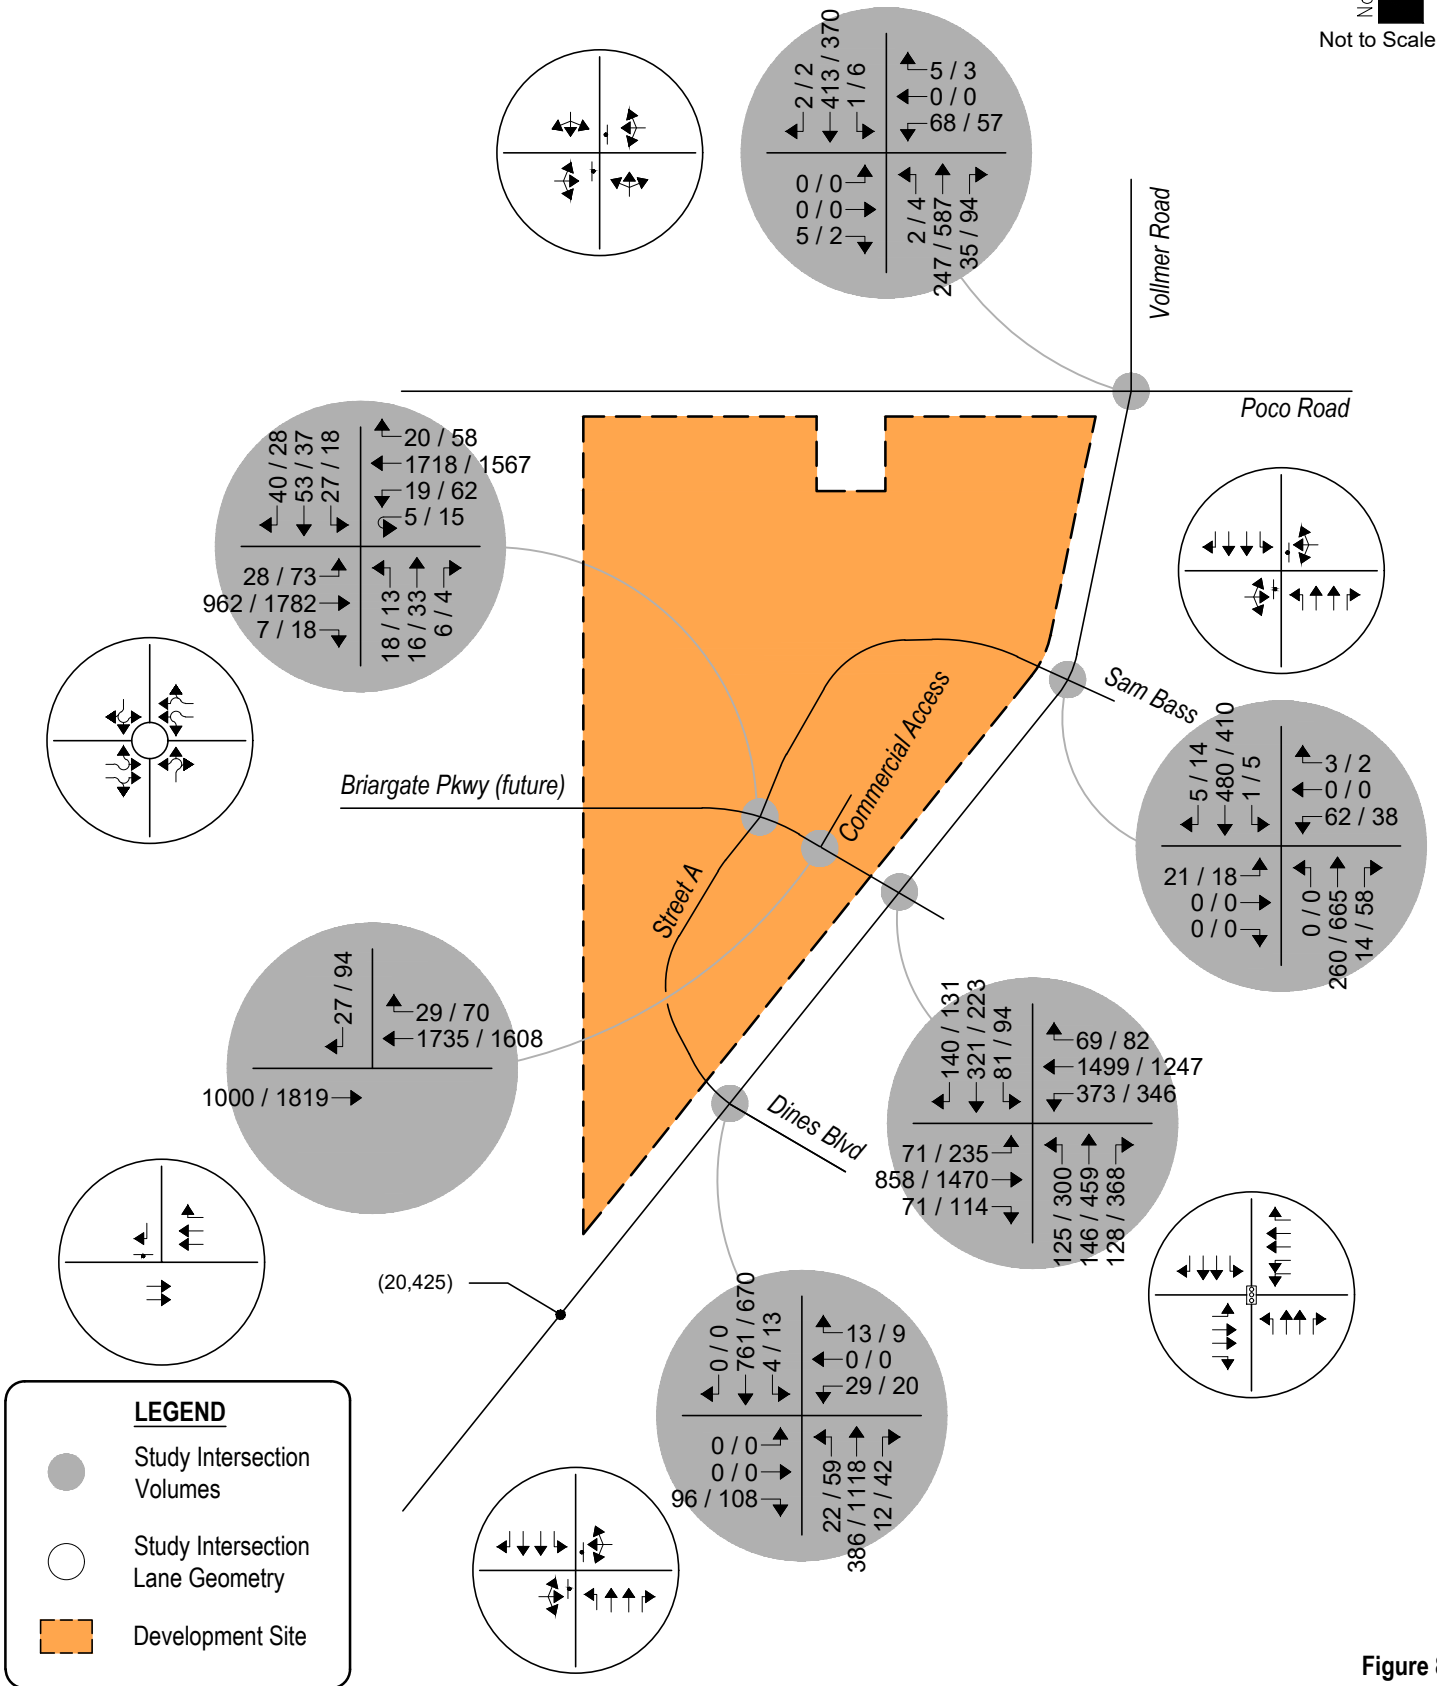 No
Not to Scale
2 / 2
413 / 370
1 / 6
5 / 3
0 / 0
68 / 57
0 / 0
0 / 0
5 / 2
2 / 4
247 / 587
35 / 94
Vollmer Road
Poco Road
40 / 28
53 / 37
27 / 18
20 / 58
1718 / 1567
19 / 62
5 / 15
28 / 73
962 / 1782
7 / 18
18 / 13
16 / 33
6 / 4
Sam Bass
Commercial Access
Briargate Pkwy (future)
Street A
5 / 14
480 / 410
1 / 5
3 / 2
0 / 0
62 / 38
21 / 18
0 / 0
0 / 0
0 / 0
260 / 665
14 / 58
27 / 94
29 / 70
1735 / 1608
1000 / 1819
140 / 131
321 / 223
81 / 94
69 / 82
1499 / 1247
373 / 346
71 / 235
858 / 1470
71 / 114
125 / 300
146 / 459
128 / 368
Dines Blvd
(20,425)
0 / 0
761 / 670
4 / 13
13 / 9
0 / 0
29 / 20
0 / 0
0 / 0
96 / 108
22 / 59
386 / 1118
12 / 42
LEGEND
Study Intersection
Volumes
Study Intersection
Lane Geometry
Development Site
Figure